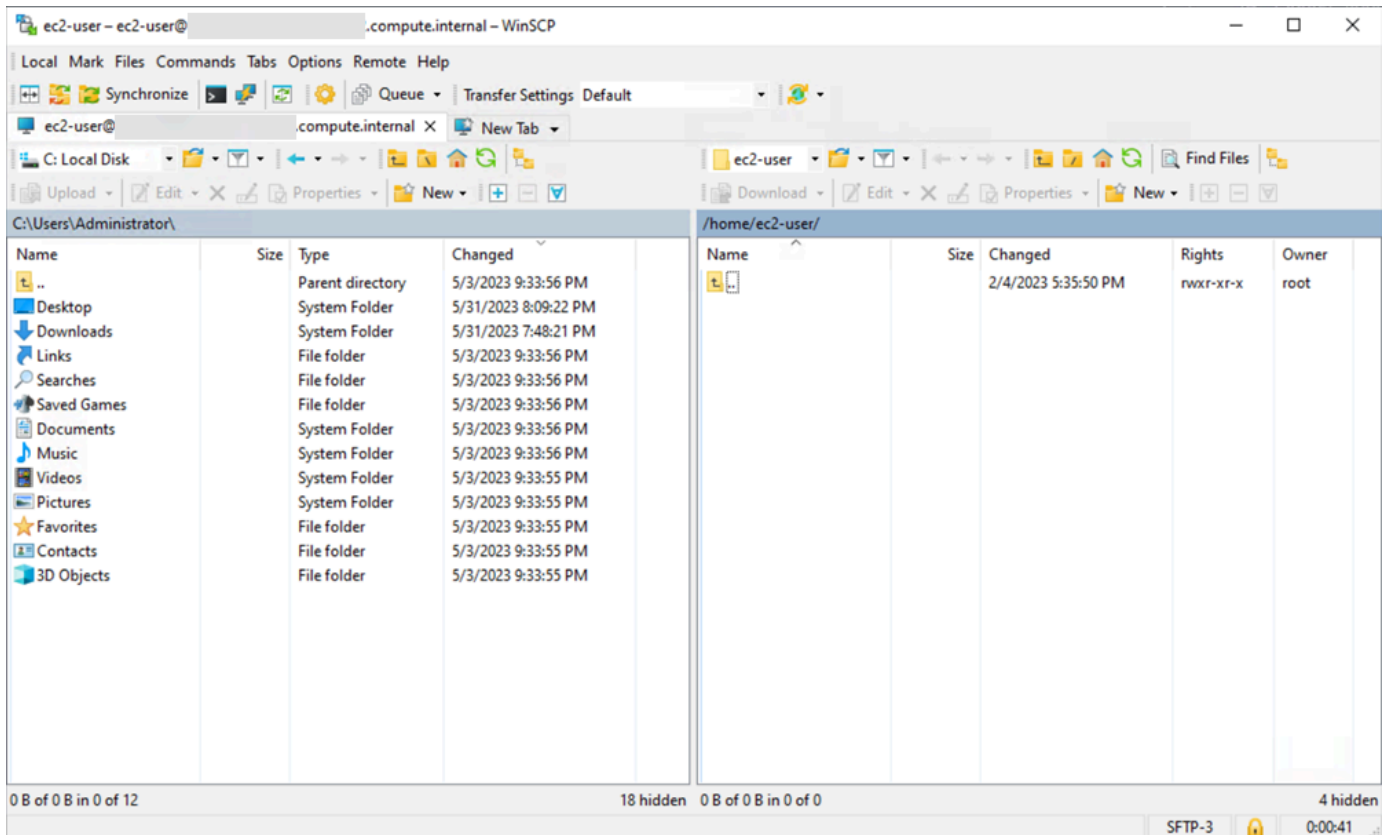 ec2-user – ec2-user@ .compute.internal – WinSCP
Local Mark Files Commands Tabs Options Remote Help
Synchronize Queue Transfer Settings Default
ec2-user@ .compute.internal New Tab
C: Local Disk
Upload Edit Properties New
C:\Users\Administrator\
Name Size Type Changed
.. Parent directory 5/3/2023 9:33:56 PM
Desktop System Folder 5/31/2023 8:09:22 PM
Downloads System Folder 5/31/2023 7:48:21 PM
Links File folder 5/3/2023 9:33:56 PM
Searches File folder 5/3/2023 9:33:56 PM
Saved Games File folder 5/3/2023 9:33:56 PM
Documents System Folder 5/3/2023 9:33:56 PM
Music System Folder 5/3/2023 9:33:56 PM
Videos System Folder 5/3/2023 9:33:55 PM
Pictures System Folder 5/3/2023 9:33:55 PM
Favorites File folder 5/3/2023 9:33:55 PM
Contacts File folder 5/3/2023 9:33:55 PM
3D Objects File folder 5/3/2023 9:33:55 PM
0 B of 0 B in 0 of 12 18 hidden
ec2-user Find Files
Download Edit Properties New
/home/ec2-user/
Name Size Changed Rights Owner
.. 2/4/2023 5:35:50 PM rwxr-xr-x root
0 B of 0 B in 0 of 0 4 hidden
SFTP-3 0:00:41